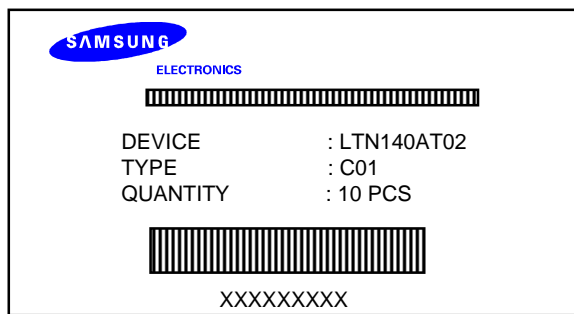 SAMSUNG
ELECTRONICS
DEVICE : LTN140AT02
TYPE : C01
QUANTITY : 10 PCS
XXXXXXXXX